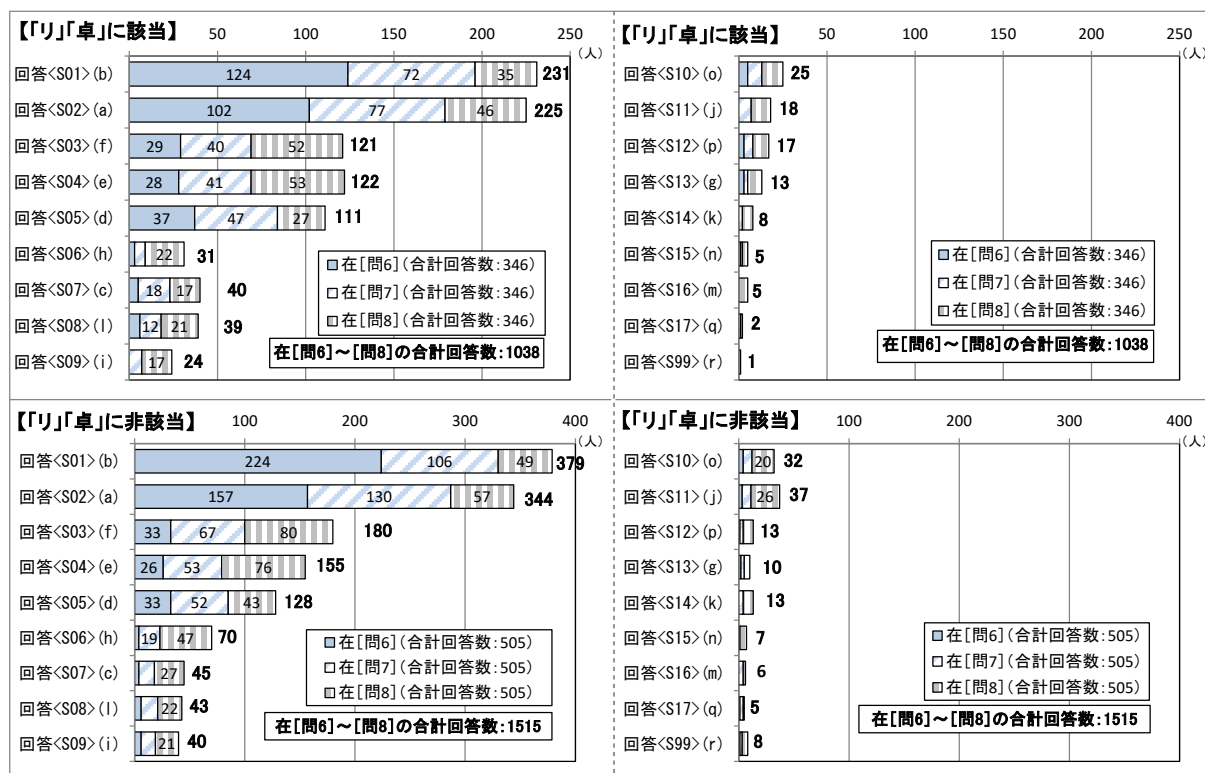 【「リ」「卓」に該当】
50 100 150 200 250
(人)
回答<S01>(b) 124 72 35 231
回答<S02>(a) 102 77 46 225
回答<S03>(f) 29 40 52 121
回答<S04>(e) 28 41 53 122
回答<S05>(d) 37 47 27 111
回答<S06>(h) 22 31
回答<S07>(c) 18 17 40
回答<S08>(l) 12 21 39
回答<S09>(i) 17 24
在[問6](合計回答数:346)
在[問7](合計回答数:346)
在[問8](合計回答数:346)
在[問6]~[問8]の合計回答数:1038
【「リ」「卓」に該当】
50 100 150 200 250
(人)
回答<S10>(o) 25
回答<S11>(j) 18
回答<S12>(p) 17
回答<S13>(g) 13
回答<S14>(k) 8
回答<S15>(n) 5
回答<S16>(m) 5
回答<S17>(q) 2
回答<S99>(r) 1
在[問6](合計回答数:346)
在[問7](合計回答数:346)
在[問8](合計回答数:346)
在[問6]~[問8]の合計回答数:1038
【「リ」「卓」に非該当】
100 200 300 400
(人)
回答<S01>(b) 224 106 49 379
回答<S02>(a) 157 130 57 344
回答<S03>(f) 33 67 80 180
回答<S04>(e) 26 53 76 155
回答<S05>(d) 33 52 43 128
回答<S06>(h) 19 47 70
回答<S07>(c) 27 45
回答<S08>(l) 22 43
回答<S09>(i) 21 40
在[問6](合計回答数:505)
在[問7](合計回答数:505)
在[問8](合計回答数:505)
在[問6]~[問8]の合計回答数:1515
【「リ」「卓」に非該当】
100 200 300 400
(人)
回答<S10>(o) 20 32
回答<S11>(j) 26 37
回答<S12>(p) 13
回答<S13>(g) 10
回答<S14>(k) 13
回答<S15>(n) 7
回答<S16>(m) 6
回答<S17>(q) 5
回答<S99>(r) 8
在[問6](合計回答数:505)
在[問7](合計回答数:505)
在[問8](合計回答数:505)
在[問6]~[問8]の合計回答数:1515